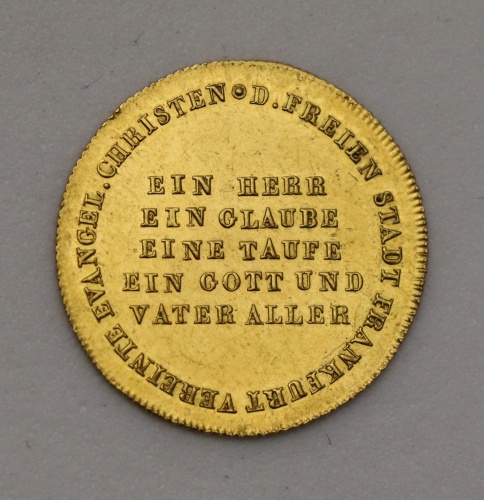 D. FREIEN STADT FRANKFURT VEREINTE EVANGEL. CHRISTEN
EIN HERR
EIN GLAUBE
EINE TAUFE
EIN GOTT UND
VATER ALLER